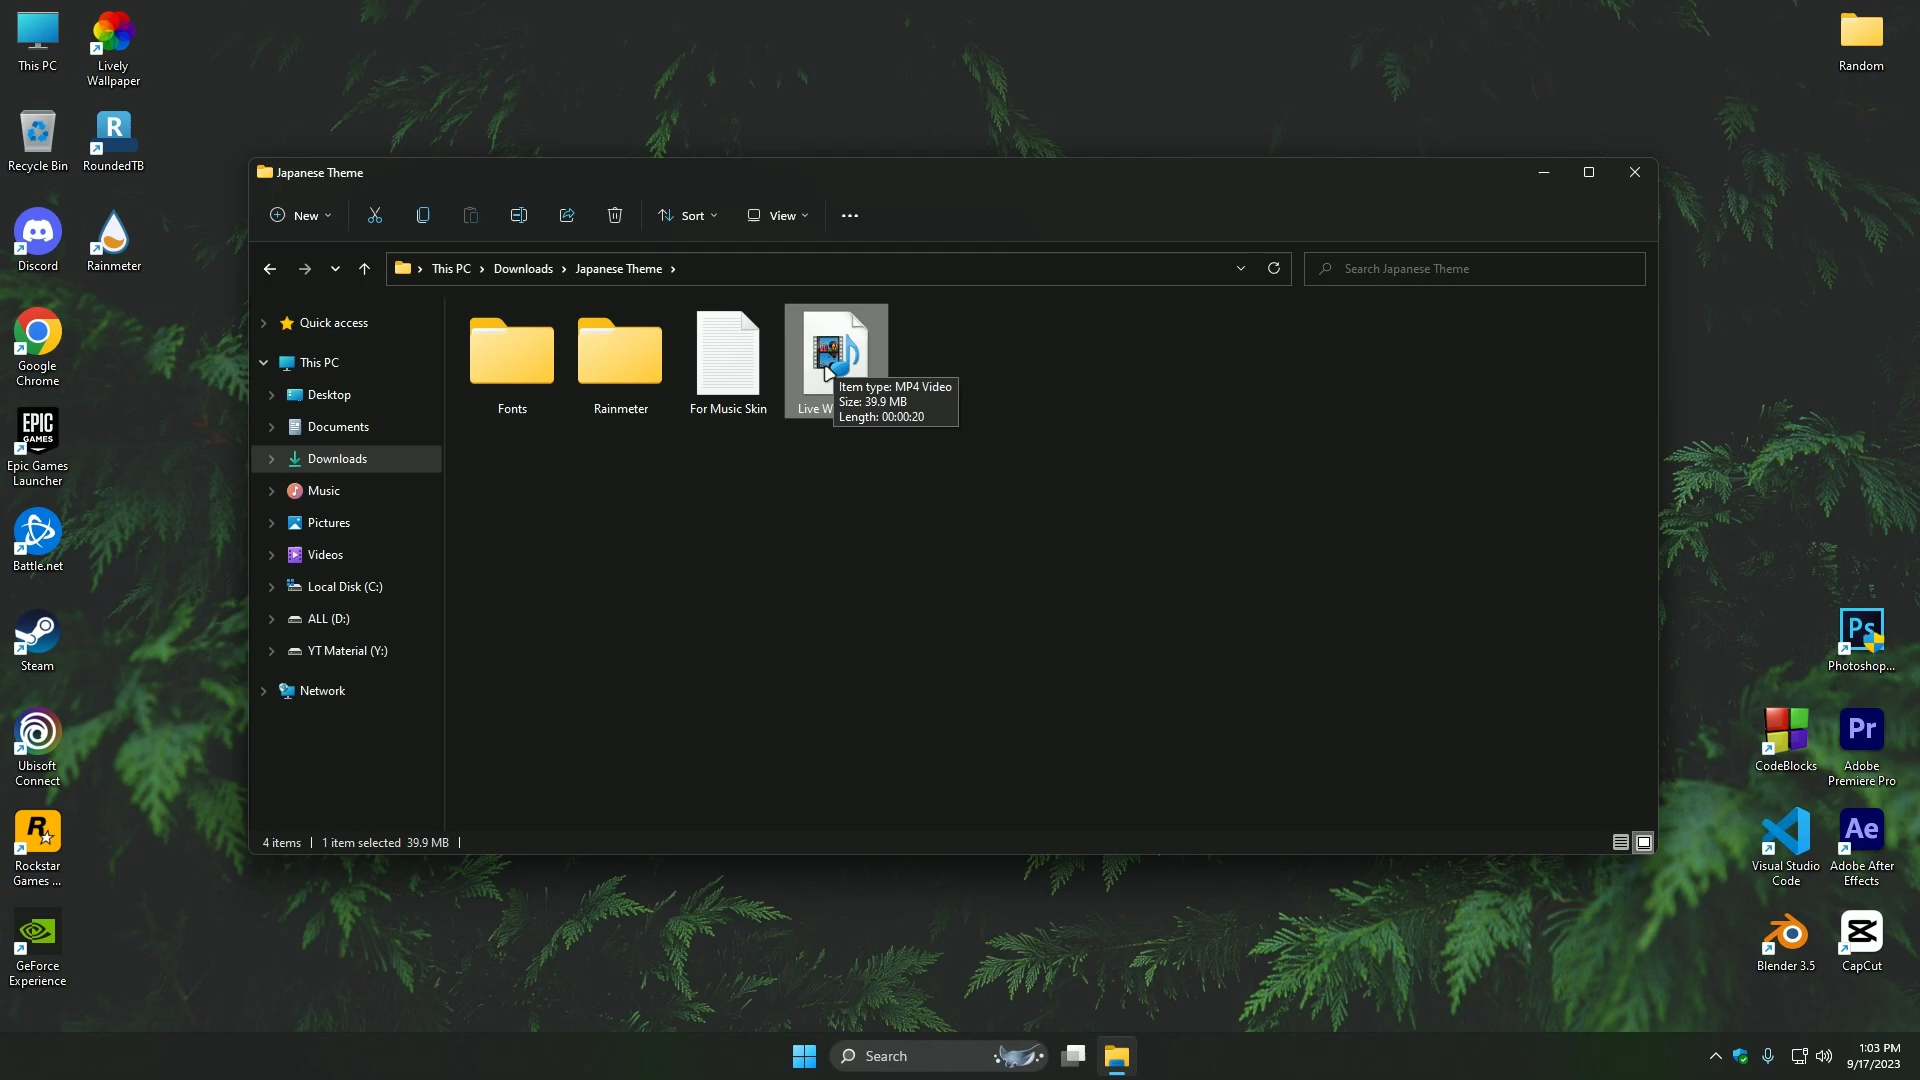 This PC
Lively
Wallpaper
Random
Recycle Bin
R
RoundedTB
Discord
Rainmeter
Google
Chrome
EPIC
GAMES
Epic Games
Launcher
Battle.net
Steam
Ubisoft
Connect
R
Rockstar
Games ...
GeForce
Experience
Japanese Theme
New
Sort
View
This PC
Downloads
Japanese Theme
Search Japanese Theme
Quick access
This PC
Desktop
Documents
Downloads
Music
Pictures
Videos
Local Disk (C:)
ALL (D:)
YT Material (Y:)
Network
Fonts
Rainmeter
For Music Skin
Live W
Item type: MP4 Video
Size: 39.9 MB
Length: 00:00:20
4 items
1 item selected 39.9 MB
Ps
Photoshop...
CodeBlocks
Pr
Adobe
Premiere Pro
Visual Studio
Code
Ae
Adobe After
Effects
Blender 3.5
CapCut
Search
1:03 PM
9/17/2023